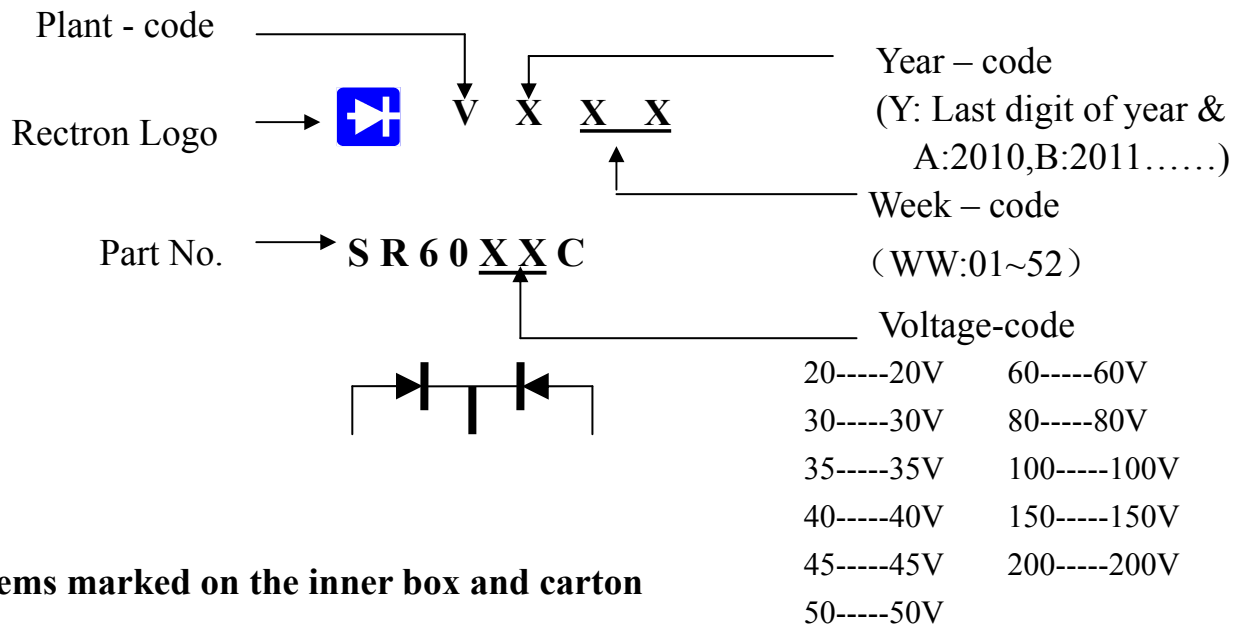 Plant - code
Year – code
V X X X
(Y: Last digit of year &
Rectron Logo
A:2010,B:2011……)
Week – code
Part No.
S R 6 0 X X C
（WW:01~52）
Voltage-code
20-----20V 60-----60V
30-----30V 80-----80V
35-----35V 100-----100V
40-----40V 150-----150V
45-----45V 200-----200V
50-----50V
ems marked on the inner box and carton